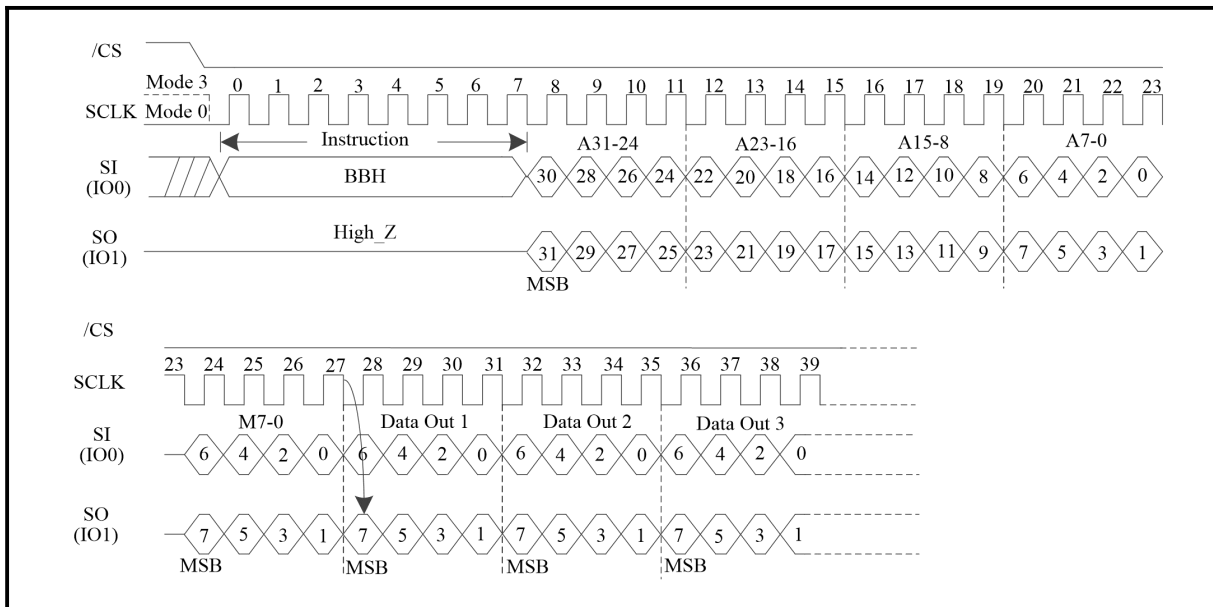 /CS
Mode 3
0 1 2 3 4 5 6 7 8 9 10 11 12 13 14 15 16 17 18 19 20 21 22 23
SCLK Mode 0
Instruction A31-24 A23-16 A15-8 A7-0
SI
(IO0)
BBH 30 28 26 24 22 20 18 16 14 12 10 8 6 4 2 0
High_Z
SO
(IO1)
31 29 27 25 23 21 19 17 15 13 11 9 7 5 3 1
MSB
/CS
23 24 25 26 27 28 29 30 31 32 33 34 35 36 37 38 39
SCLK
M7-0 Data Out 1 Data Out 2 Data Out 3
SI
(IO0)
6 4 2 0 6 4 2 0 6 4 2 0 6 4 2 0
SO
(IO1)
7 5 3 1 7 5 3 1 7 5 3 1 7 5 3 1
MSB MSB MSB MSB